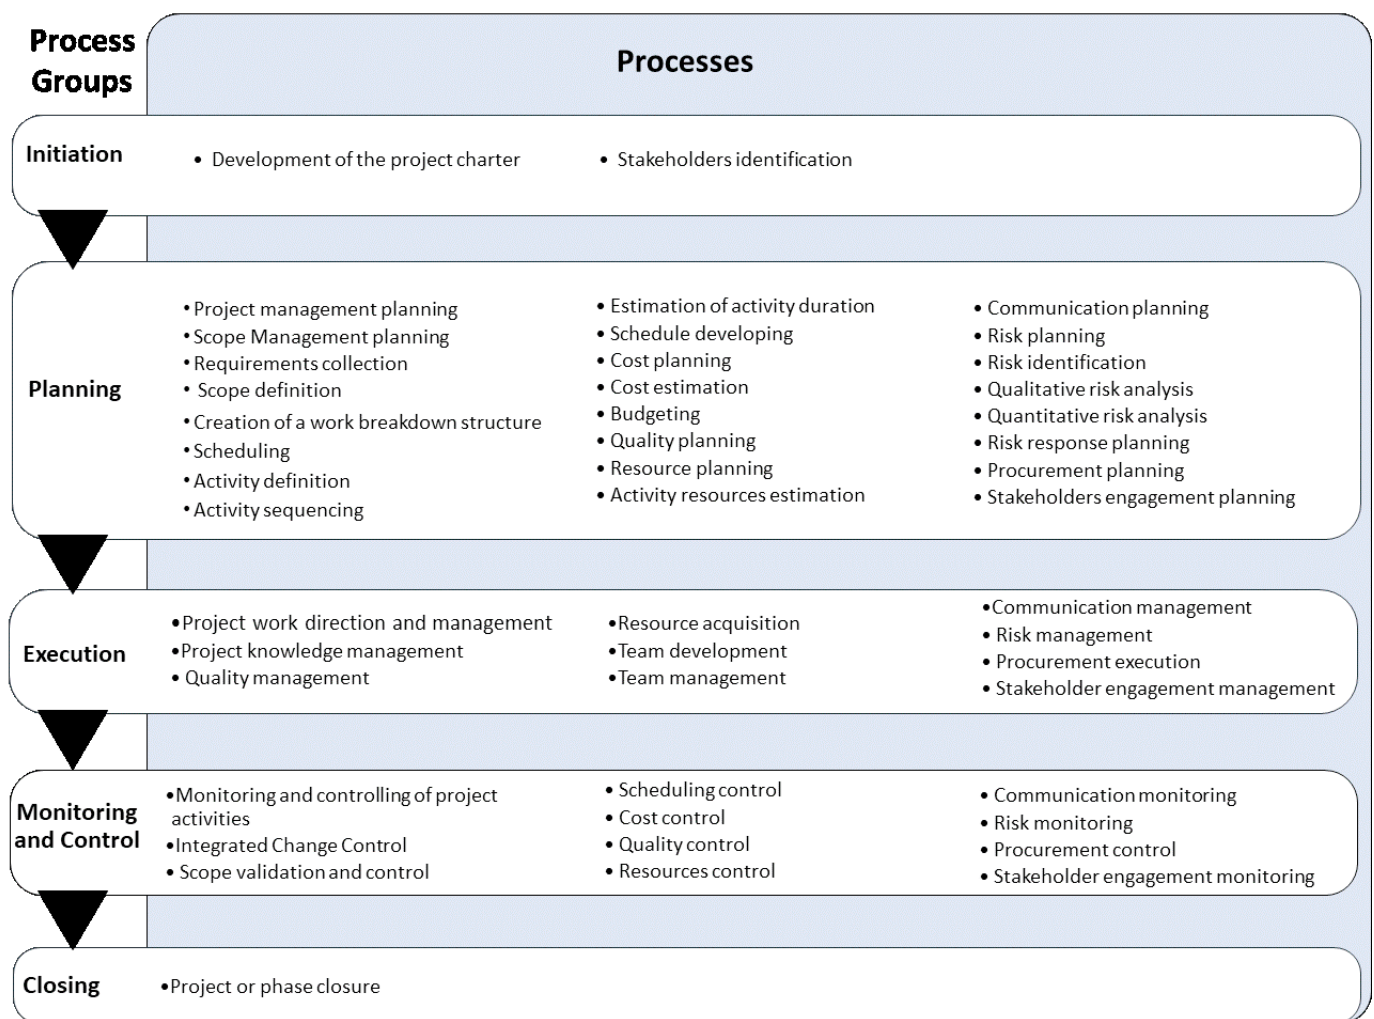 Process
Groups
Processes
Initiation
• Development of the project charter
• Stakeholders identification
Planning
• Project management planning
• Scope Management planning
• Requirements collection
• Scope definition
• Creation of a work breakdown structure
• Scheduling
• Activity definition
• Activity sequencing
• Estimation of activity duration
• Schedule developing
• Cost planning
• Cost estimation
• Budgeting
• Quality planning
• Resource planning
• Activity resources estimation
• Communication planning
• Risk planning
• Risk identification
• Qualitative risk analysis
• Quantitative risk analysis
• Risk response planning
• Procurement planning
• Stakeholders engagement planning
Execution
•Project work direction and management
•Project knowledge management
• Quality management
•Resource acquisition
•Team development
•Team management
•Communication management
• Risk management
• Procurement execution
• Stakeholder engagement management
Monitoring
and Control
•Monitoring and controlling of project
activities
•Integrated Change Control
• Scope validation and control
• Scheduling control
• Cost control
• Quality control
• Resources control
• Communication monitoring
• Risk monitoring
• Procurement control
• Stakeholder engagement monitoring
Closing
•Project or phase closure